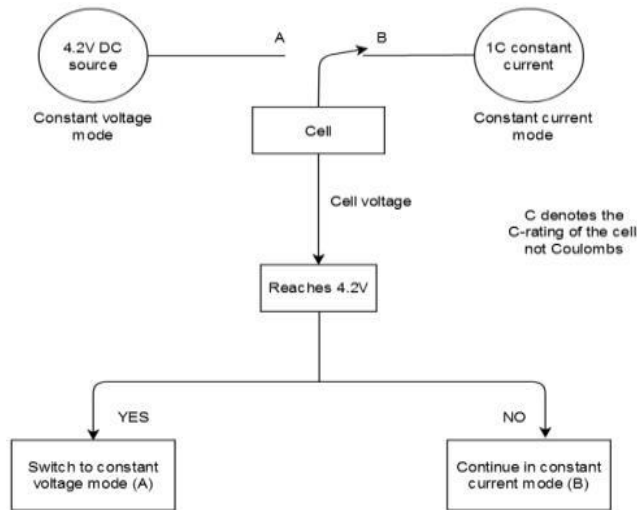 4.2V DC
source
A
B
1C constant
current
Constant voltage
mode
Cell
Constant current
mode
Cell voltage
C denotes the
C-rating of the cell
not Coulombs
Reaches 4.2V
YES
NO
Switch to constant
voltage mode (A)
Continue in constant
current mode (B)